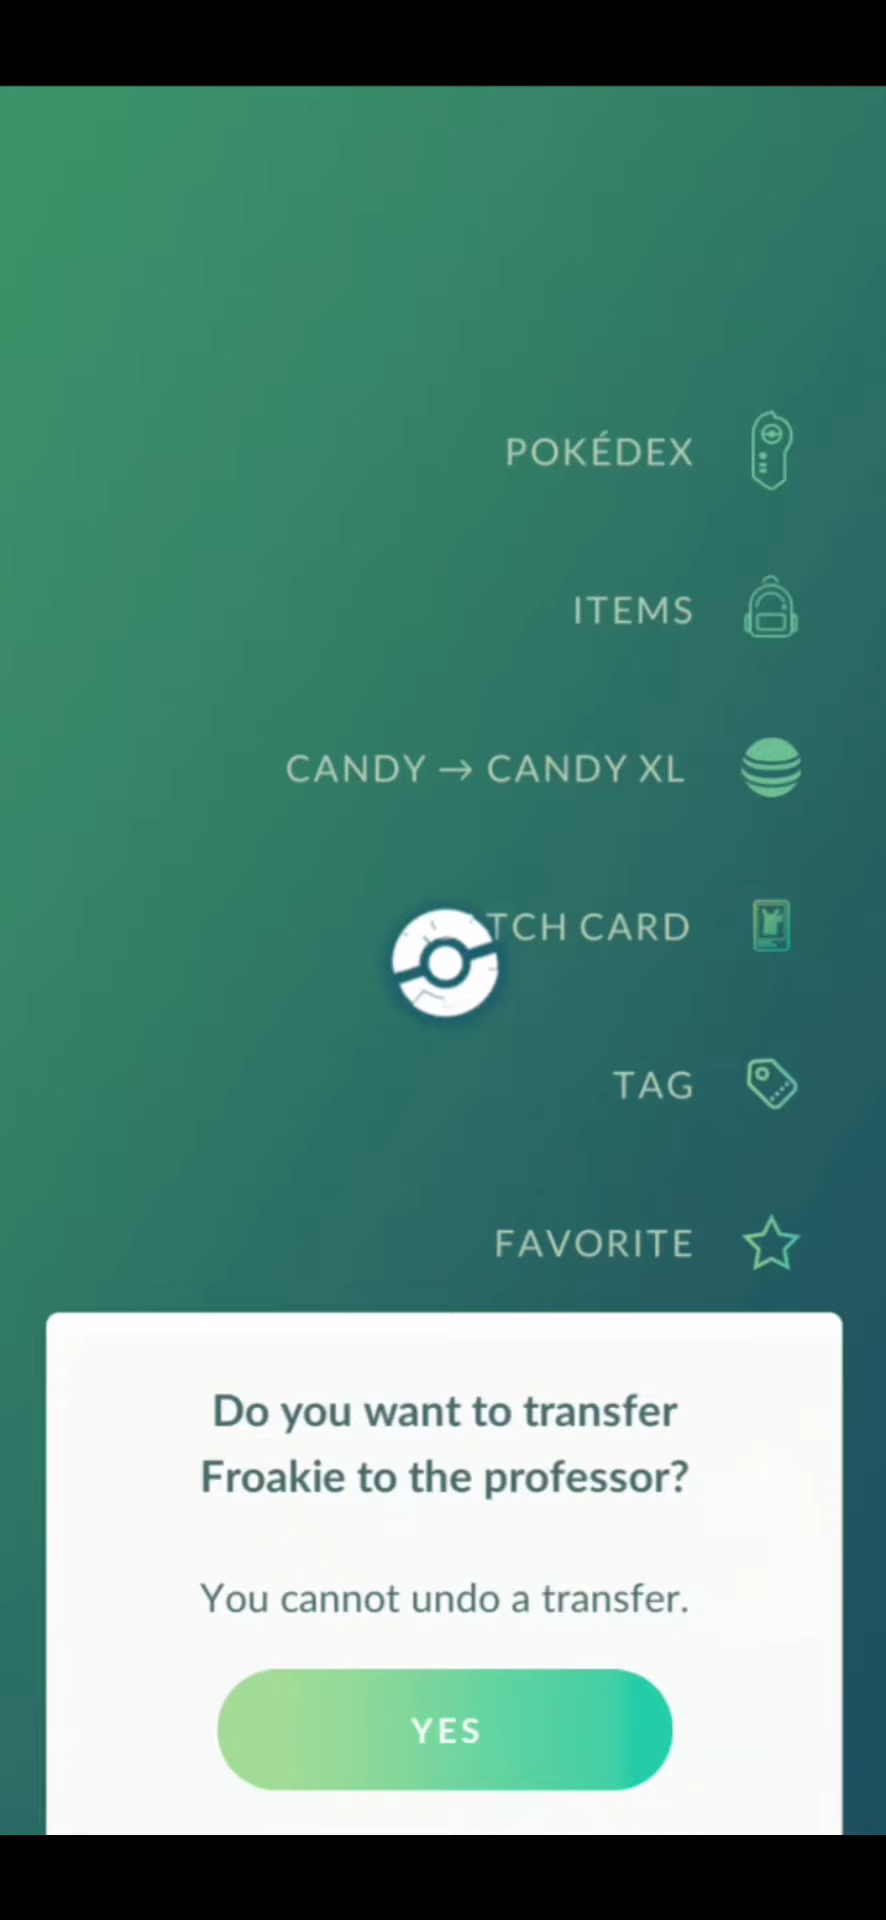 POKÉDEX
ITEMS
CANDY → CANDY XL
TCH CARD
TAG
FAVORITE
Do you want to transfer
Froakie to the professor?
You cannot undo a transfer.
YES